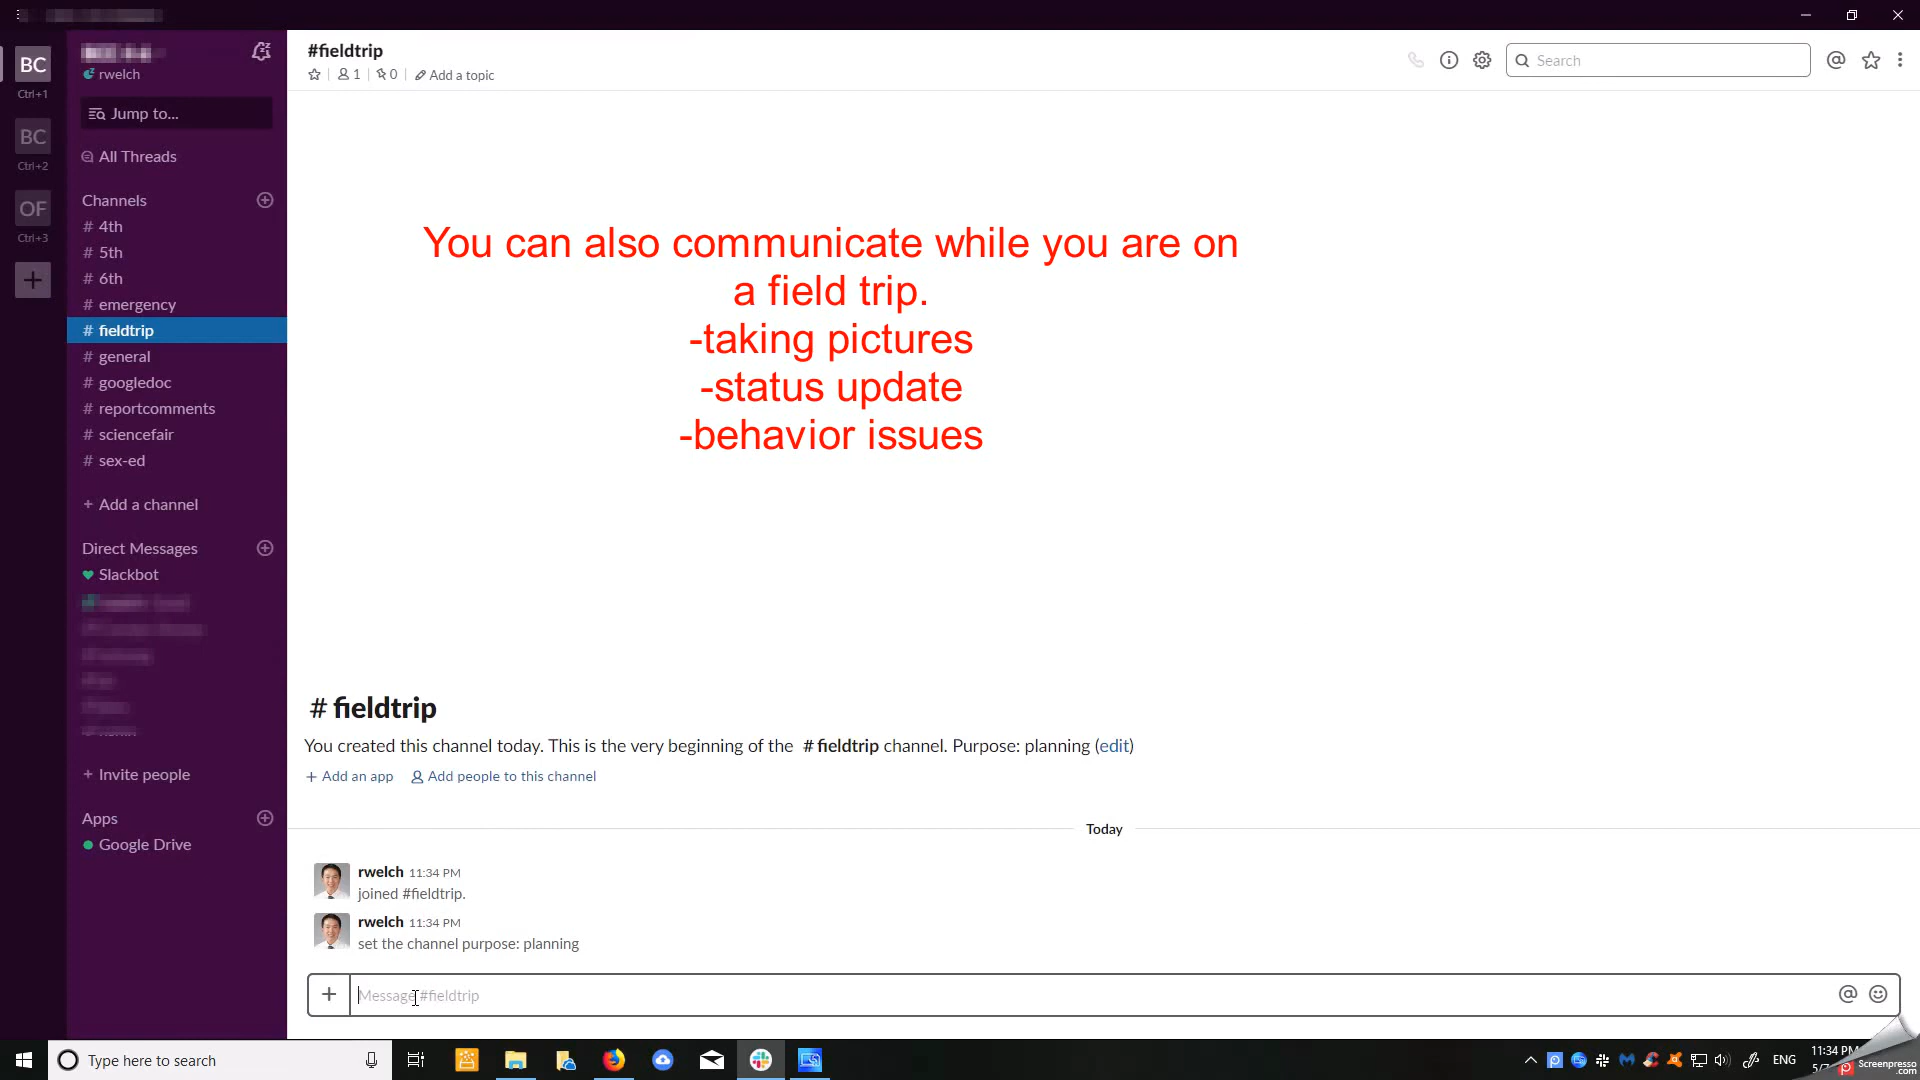 #fieldtrip
1
0
Add a topic
Search
BC
Ctrl+1
BC
Ctrl+2
OF
Ctrl+3
rwelch
Jump to...
All Threads
Channels
# 4th
# 5th
# 6th
# emergency
# fieldtrip
# general
# googledoc
# reportcomments
# sciencefair
# sex-ed
+ Add a channel
Direct Messages
Slackbot
+ Invite people
Apps
Google Drive
You can also communicate while you are on
a field trip.
-taking pictures
-status update
-behavior issues
# fieldtrip
You created this channel today. This is the very beginning of the # fieldtrip channel. Purpose: planning (edit)
+ Add an app
Add people to this channel
Today
rwelch 11:34 PM
joined #fieldtrip.
rwelch 11:34 PM
set the channel purpose: planning
Message #fieldtrip
Type here to search
ENG
11:34 PM
Screenpresso
.com